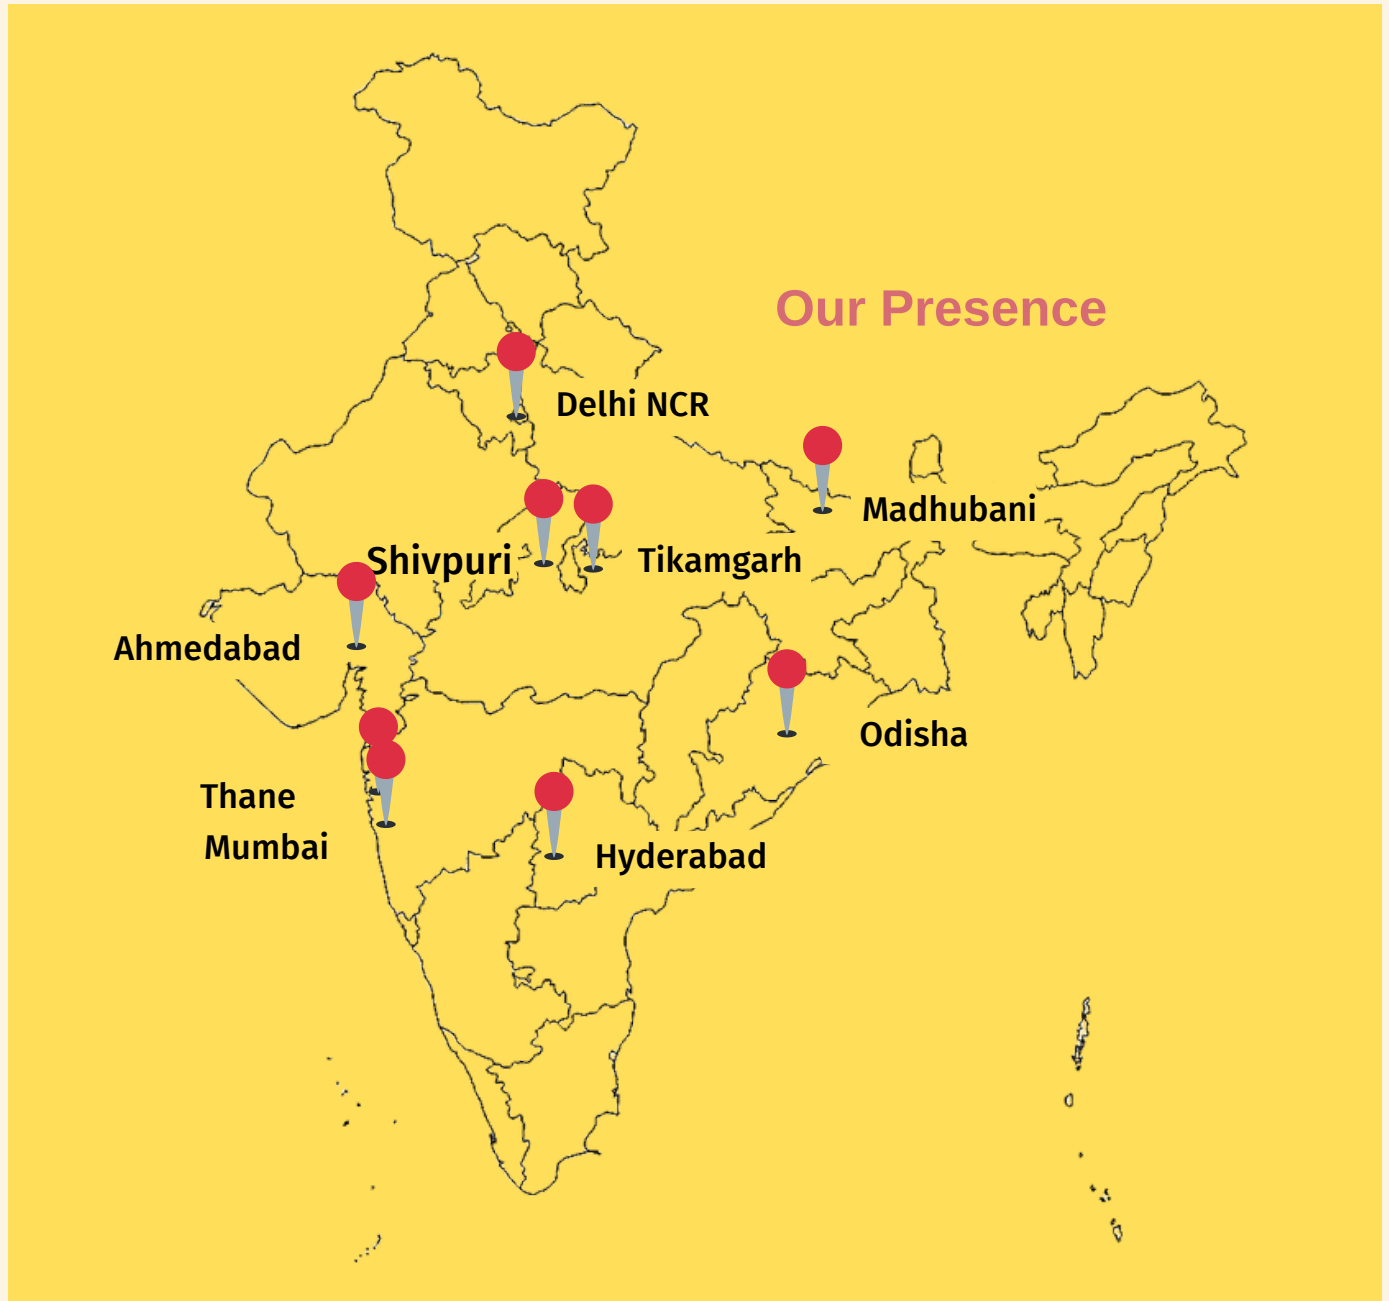 Our Presence
Delhi NCR
Madhubani
Shivpuri
Tikamgarh
Ahmedabad
Odisha
Thane
Mumbai
Hyderabad